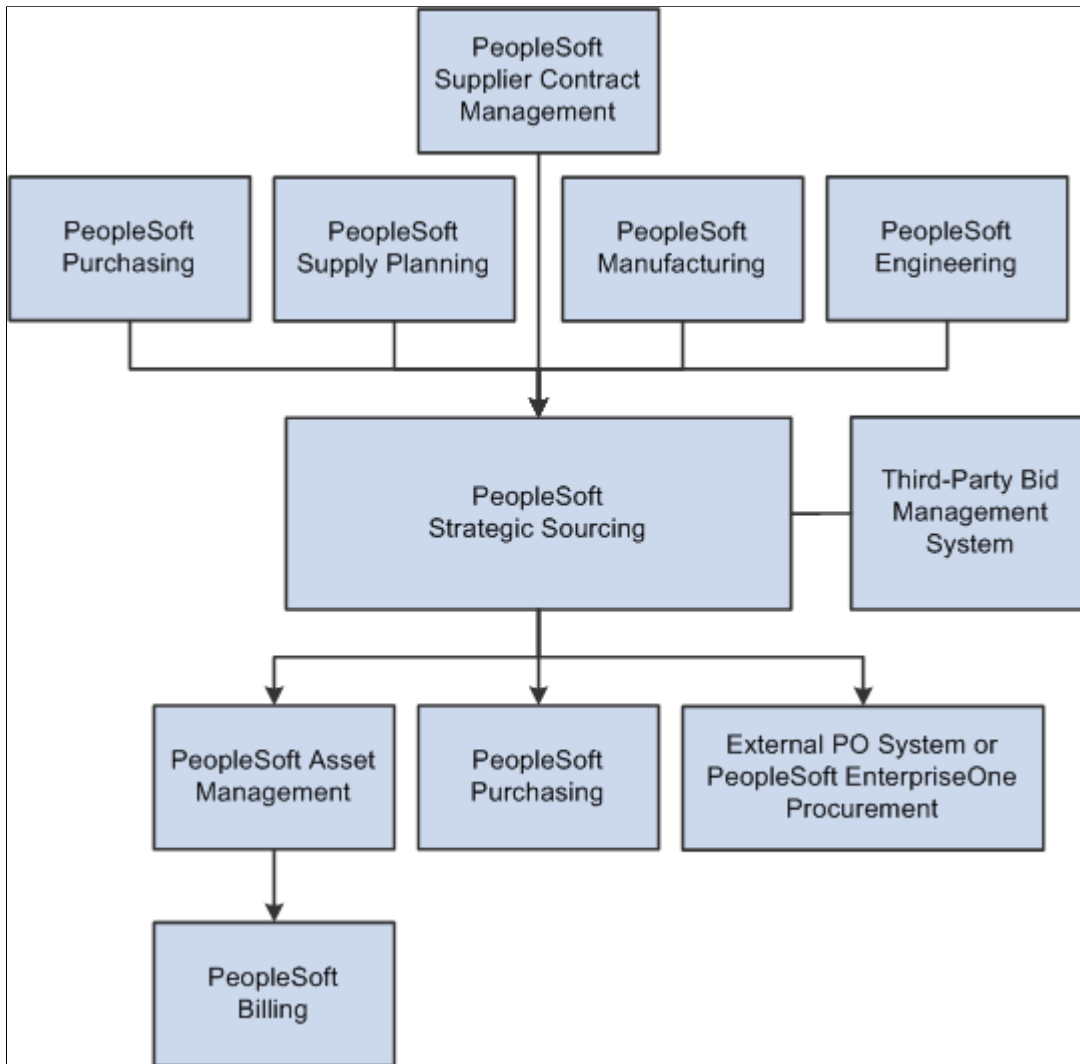 PeopleSoft
Supplier Contract
Management
PeopleSoft
Purchasing
PeopleSoft
Supply Planning
PeopleSoft
Manufacturing
PeopleSoft
Engineering
PeopleSoft
Strategic Sourcing
Third-Party Bid
Management
System
PeopleSoft Asset
Management
PeopleSoft
Purchasing
External PO System or
PeopleSoft EnterpriseOne
Procurement
PeopleSoft
Billing